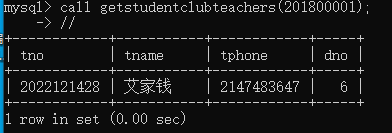 mysql> call getstudentclubteachers(201800001);
    -> //
+------------+--------+------------+------+
| tno        | tname  | tphone     | dno  |
+------------+--------+------------+------+
| 2022121428 | 艾家钱 | 2147483647 |    6 |
+------------+--------+------------+------+
1 row in set (0.00 sec)